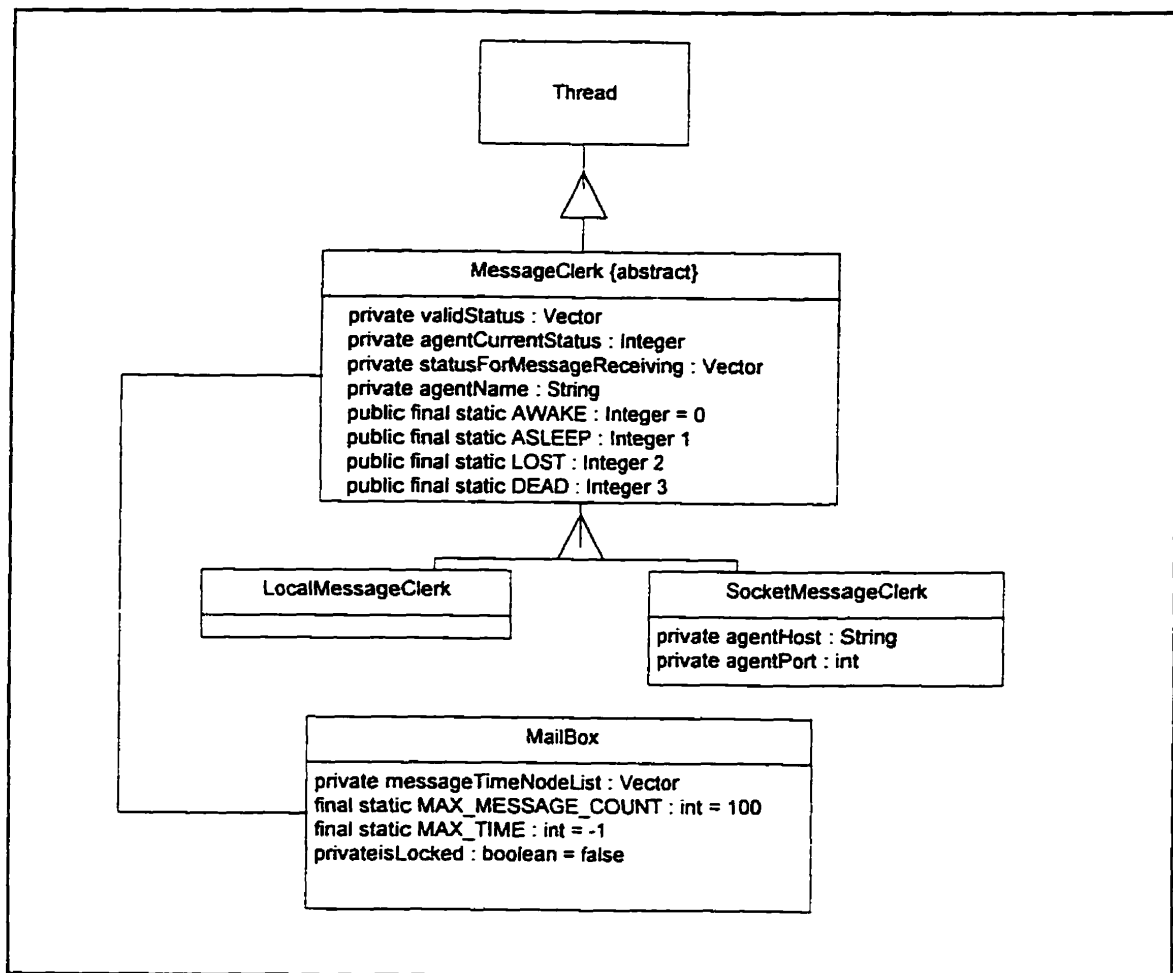 Thread
MessageClerk {abstract}
private validStatus : Vector
private agentCurrentStatus : Integer
private statusForMessageReceiving : Vector
private agentName : String
public final static AWAKE : Integer = 0
public final static ASLEEP : Integer 1
public final static LOST : Integer 2
public final static DEAD : Integer 3
LocalMessageClerk
SocketMessageClerk
private agentHost : String
private agentPort : int
MailBox
private messageTimeNodeList : Vector
final static MAX_MESSAGE_COUNT : int = 100
final static MAX_TIME : int = -1
privateisLocked : boolean = false